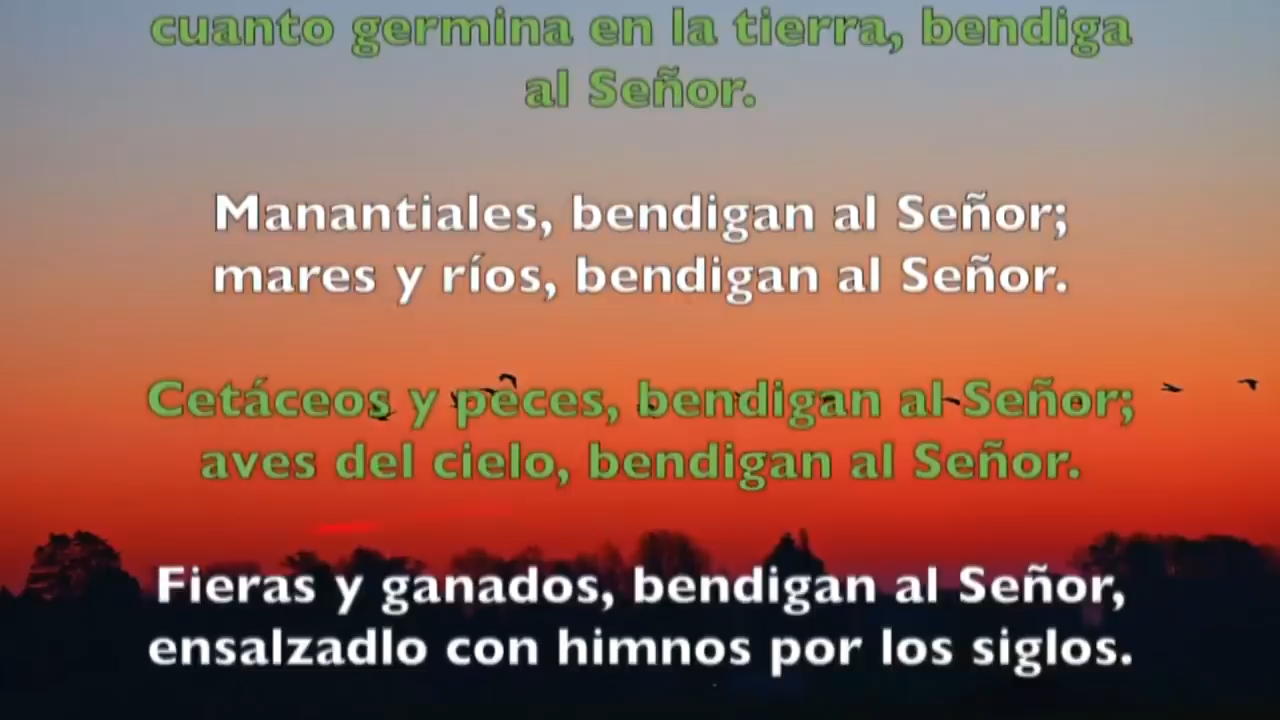 cuanto germina en la tierra, bendiga
al Señor.
Manantiales, bendigan al Señor;
mares y ríos, bendigan al Señor.
Cetáceos y peces, bendigan al Señor;
aves del cielo, bendigan al Señor.
Fieras y ganados, bendigan al Señor,
ensalzadlo con himnos por los siglos.